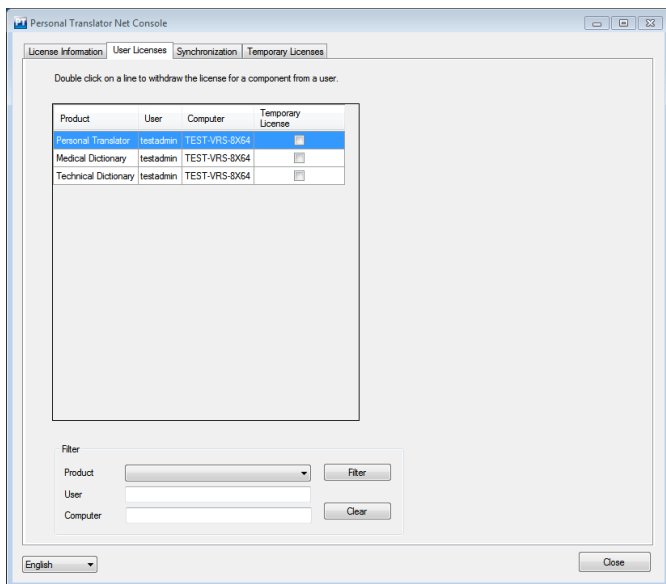 PT Personal Translator Net Console
License Information User Licenses Synchronization Temporary Licenses
Double click on a line to withdraw the license for a component from a user.
Product User Computer Temporary License
Personal Translator testadmin TEST-VRS-8X64
Medical Dictionary testadmin TEST-VRS-8X64
Technical Dictionary testadmin TEST-VRS-8X64
Filter
Product Filter
User
Computer Clear
English Close